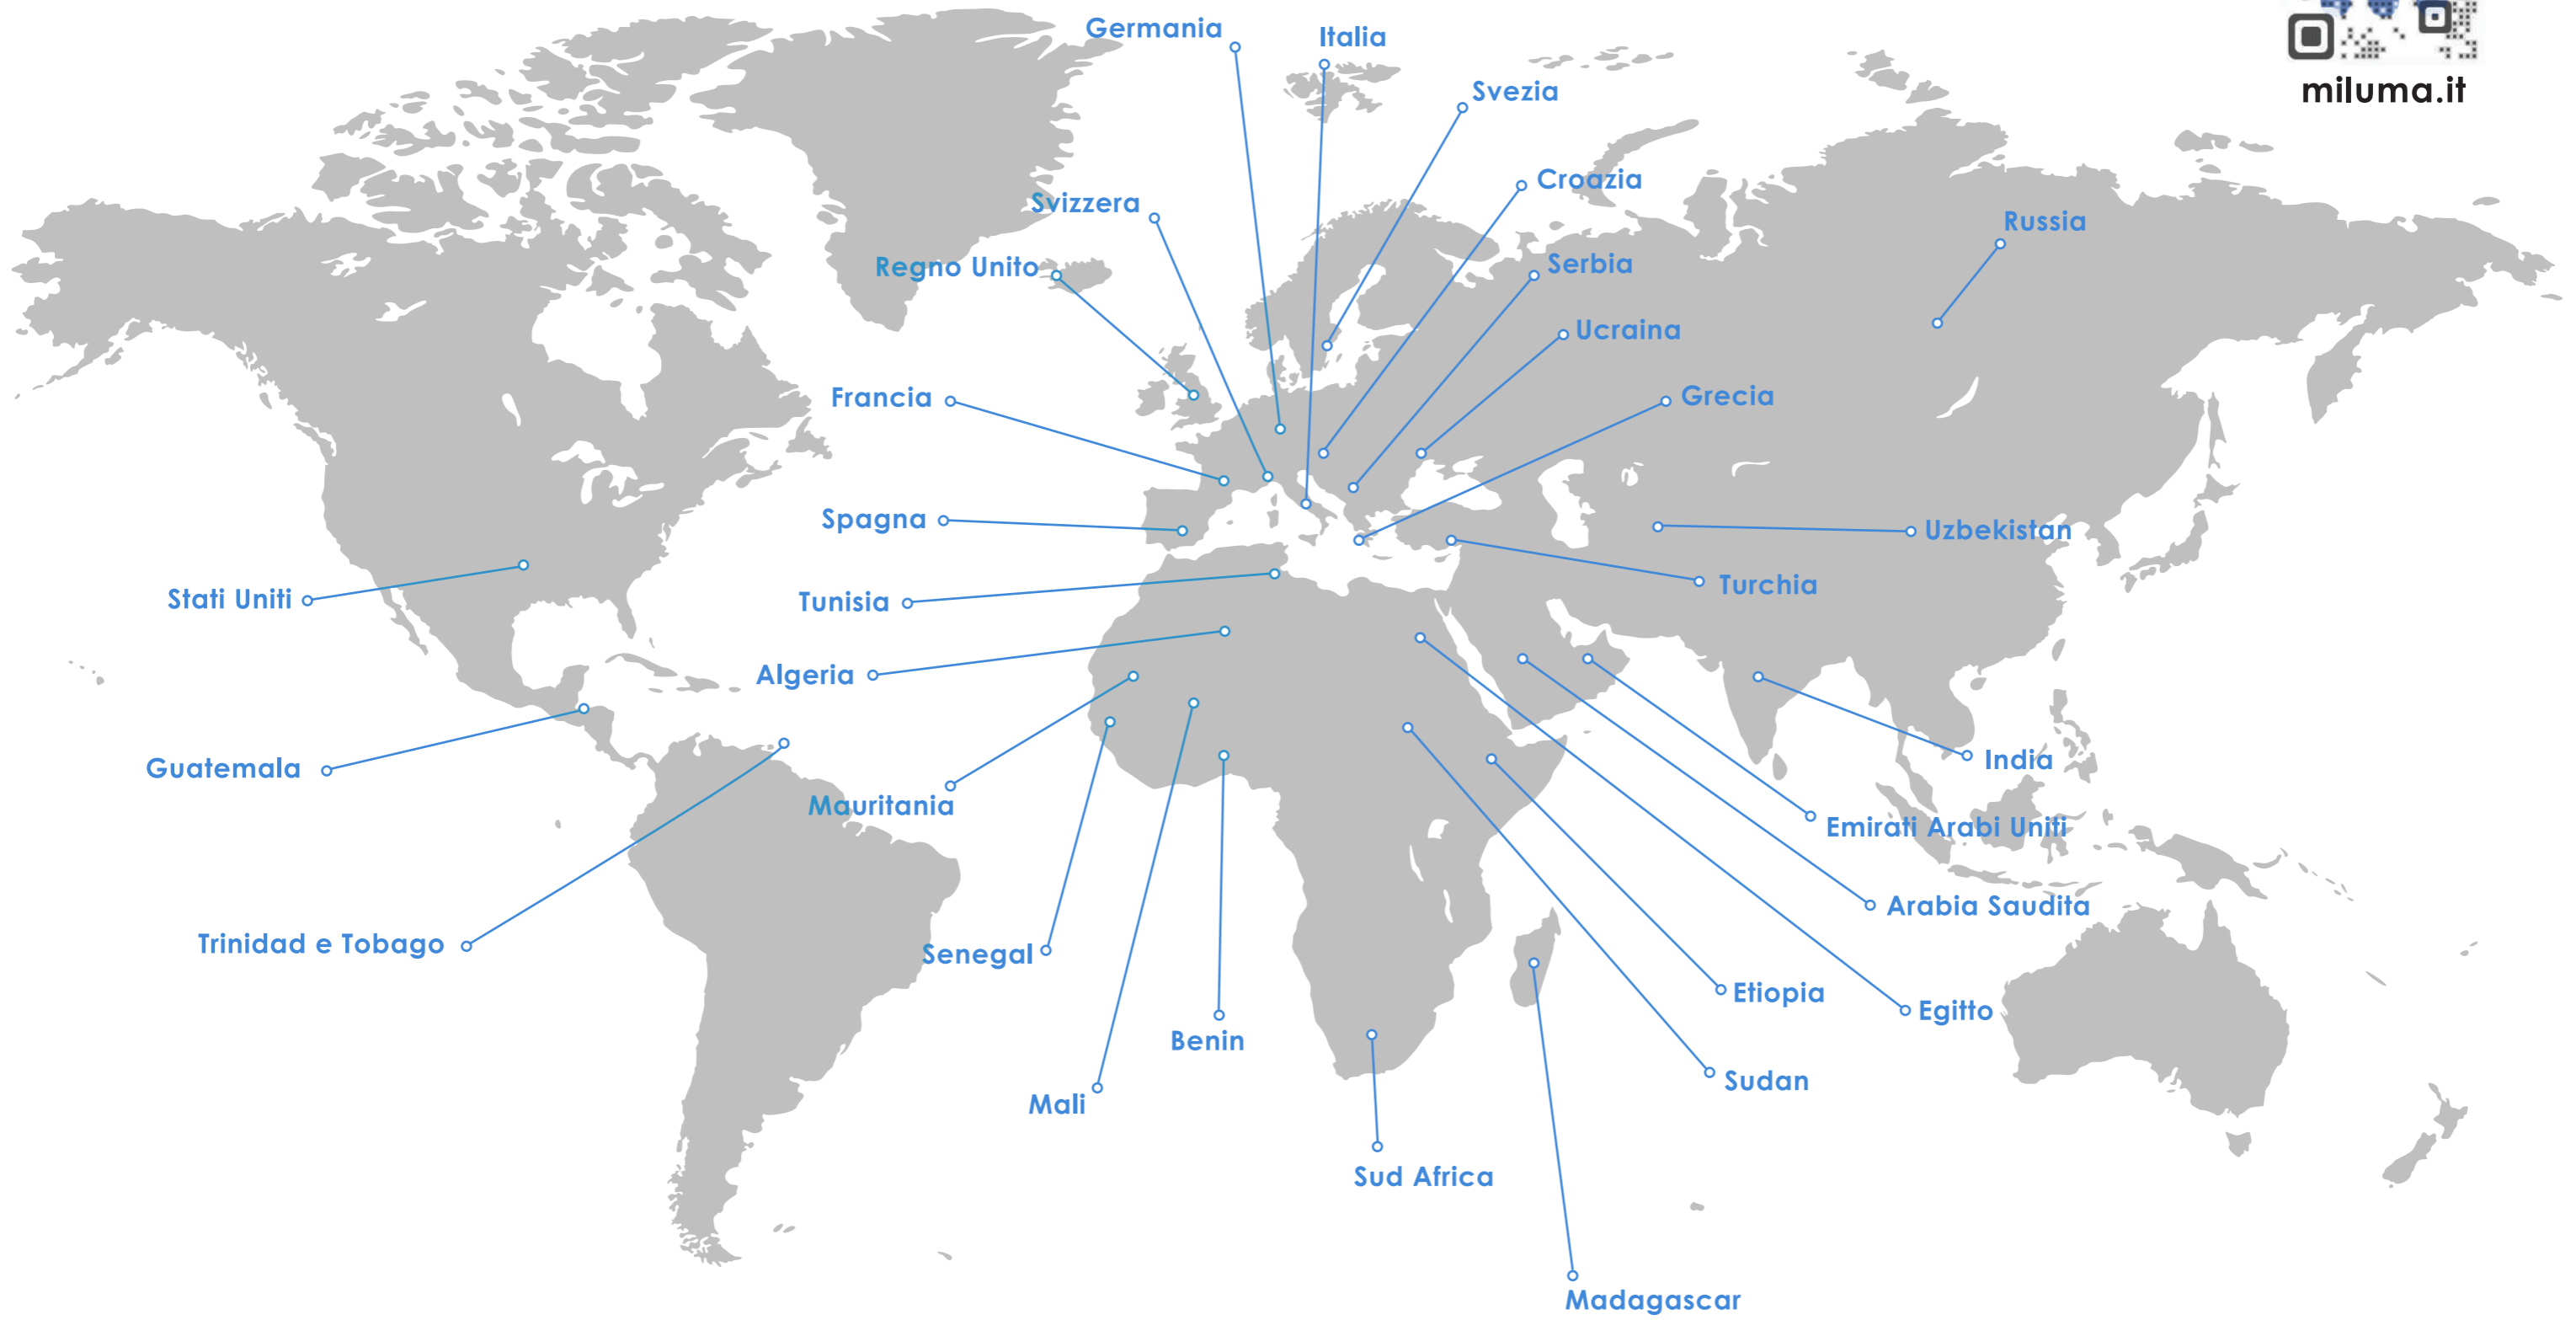 Germania
Italia
miluma.it
Svezia
Croazia
Svizzera
Russia
Regno Unito
Serbia
Ucraina
Francia
Grecia
Spagna
Uzbekistan
Stati Uniti
Tunisia
Turchia
Algeria
Guatemala
India
Mauritania
Emirati Arabi Uniti
Arabia Saudita
Trinidad e Tobago
Senegal
Etiopia
Egitto
Benin
Sudan
Mali
Sud Africa
Madagascar